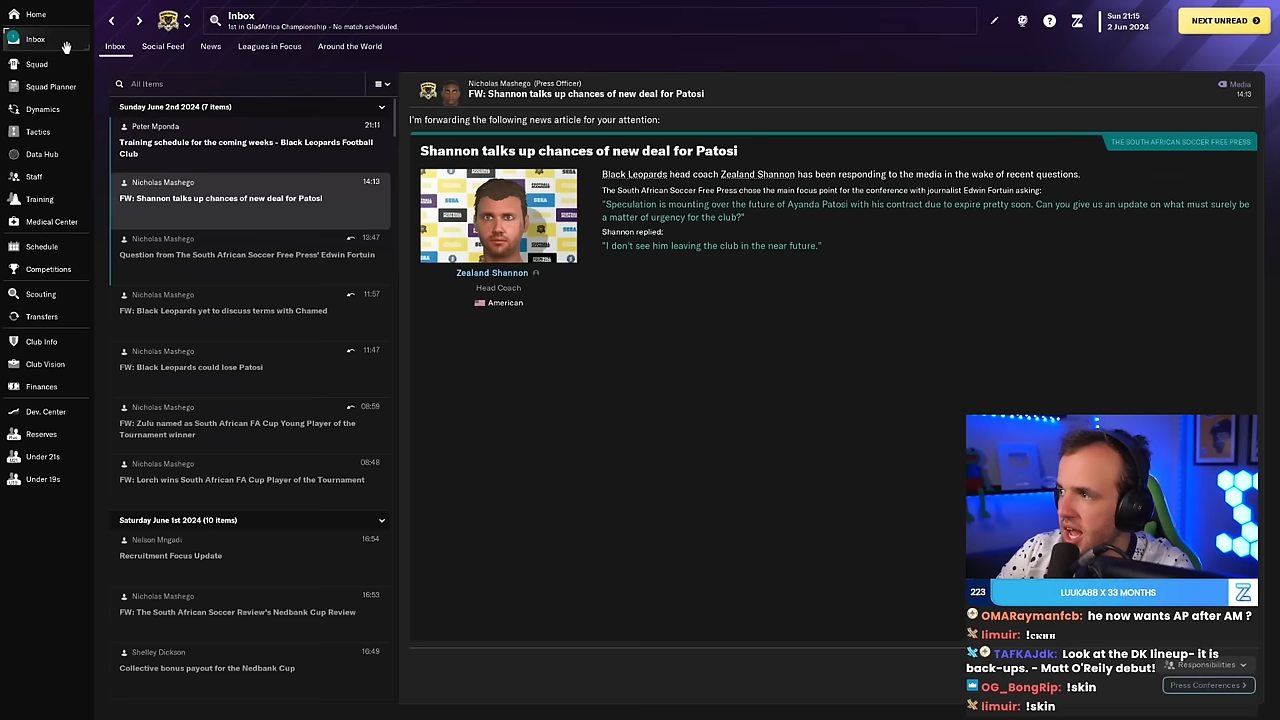 Home
Inbox
Squad
Squad Planner
Dynamics
Tactics
Data Hub
Staff
Training
Medical Center
Schedule
Competitions
Scouting
Transfers
Club Info
Club Vision
Finances
Dev. Center
Reserves
Under 21s
Under 19s
Inbox
1st in GladAfrica Championship - No match scheduled.
Sun 21:15
2 Jun 2024
NEXT UNREAD
Inbox
Social Feed
News
Leagues in Focus
Around the World
All Items
Sunday June 2nd 2024 (7 items)
Peter Mponda
21:11
Training schedule for the coming weeks - Black Leopards Football
Club
Nicholas Mashego
14:13
FW: Shannon talks up chances of new deal for Patosi
Nicholas Mashego
13:47
Question from The South African Soccer Free Press' Edwin Fortuin
Nicholas Mashego
11:57
FW: Black Leopards yet to discuss terms with Chamed
Nicholas Mashego
11:47
FW: Black Leopards could lose Patosi
Nicholas Mashego
08:59
FW: Zulu named as South African FA Cup Young Player of the
Tournament winner
Nicholas Mashego
08:48
FW: Lorch wins South African FA Cup Player of the Tournament
Saturday June 1st 2024 (10 items)
Nelson Mngadi
16:54
Recruitment Focus Update
Nicholas Mashego
16:53
FW: The South African Soccer Review's Nedbank Cup Review
Shelley Dickson
16:49
Collective bonus payout for the Nedbank Cup
Nicholas Mashego (Press Officer)
FW: Shannon talks up chances of new deal for Patosi
Media
14:13
I'm forwarding the following news article for your attention:
THE SOUTH AFRICAN SOCCER FREE PRESS
Shannon talks up chances of new deal for Patosi
Zealand Shannon
Head Coach
American
Black Leopards head coach Zealand Shannon has been responding to the media in the wake of recent questions.
The South African Soccer Free Press chose the main focus point for the conference with journalist Edwin Fortuin asking:
"Speculation is mounting over the future of Ayanda Patosi with his contract due to expire pretty soon. Can you give us an update on what must surely be
a matter of urgency for the club?"
Shannon replied:
"I don't see him leaving the club in the near future."
223
LUUKA88 X 33 MONTHS
Z
OMARaymanfcb: he now wants AP after AM ?
limuir: !скин
TAFKAJdk: Look at the DK lineup- it is
back-ups. - Matt O'Reily debut!
Responsibilities
OG_BongRip: !skin
Press Conferences
limuir: !skin